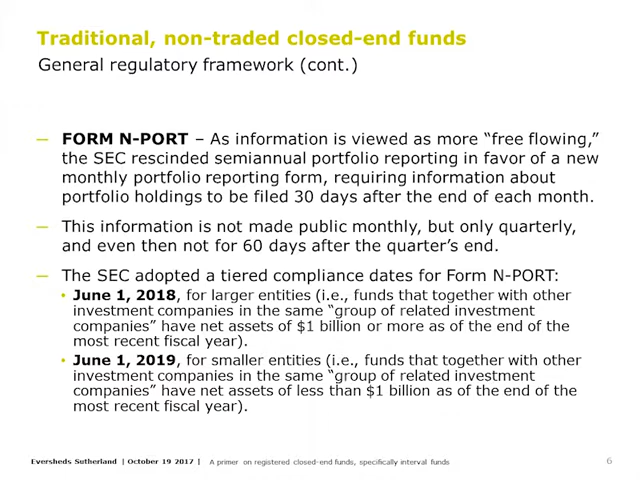 Traditional, non-traded closed-end funds
General regulatory framework (cont.)
— FORM N-PORT – As information is viewed as more “free flowing,”
the SEC rescinded semiannual portfolio reporting in favor of a new
monthly portfolio reporting form, requiring information about
portfolio holdings to be filed 30 days after the end of each month.
— This information is not made public monthly, but only quarterly,
and even then not for 60 days after the quarter’s end.
— The SEC adopted a tiered compliance dates for Form N-PORT:
• June 1, 2018, for larger entities (i.e., funds that together with other
investment companies in the same “group of related investment
companies” have net assets of $1 billion or more as of the end of the
most recent fiscal year).
• June 1, 2019, for smaller entities (i.e., funds that together with other
investment companies in the same “group of related investment
companies” have net assets of less than $1 billion as of the end of the
most recent fiscal year).
Eversheds Sutherland | October 19 2017 | A primer on registered closed-end funds, specifically interval funds 6